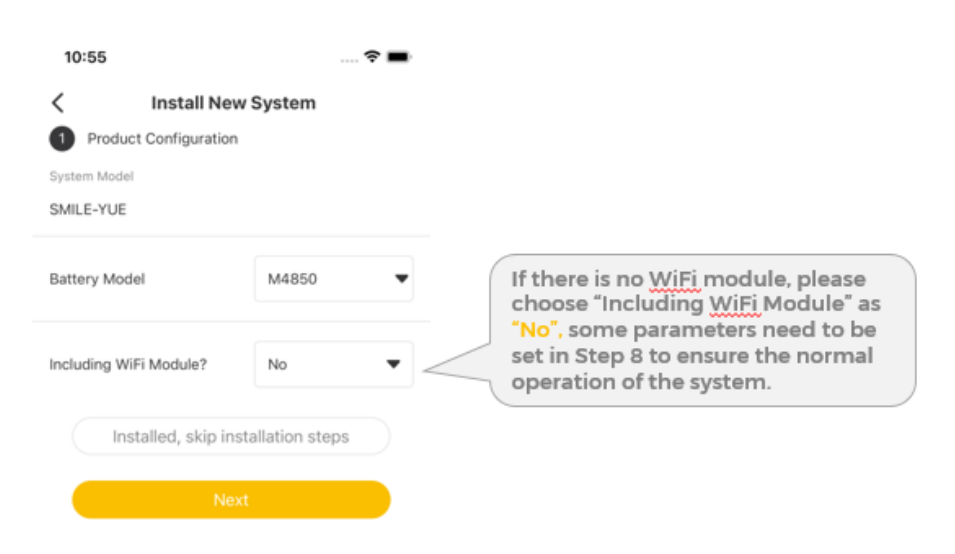 10:55
Install New System
1 Product Configuration
System Model
SMILE-YUE
Battery Model
M4850
Including WiFi Module?
No
Installed, skip installation steps
Next
If there is no WiFi module, please
choose “Including WiFi Module” as
“No”, some parameters need to be
set in Step 8 to ensure the normal
operation of the system.